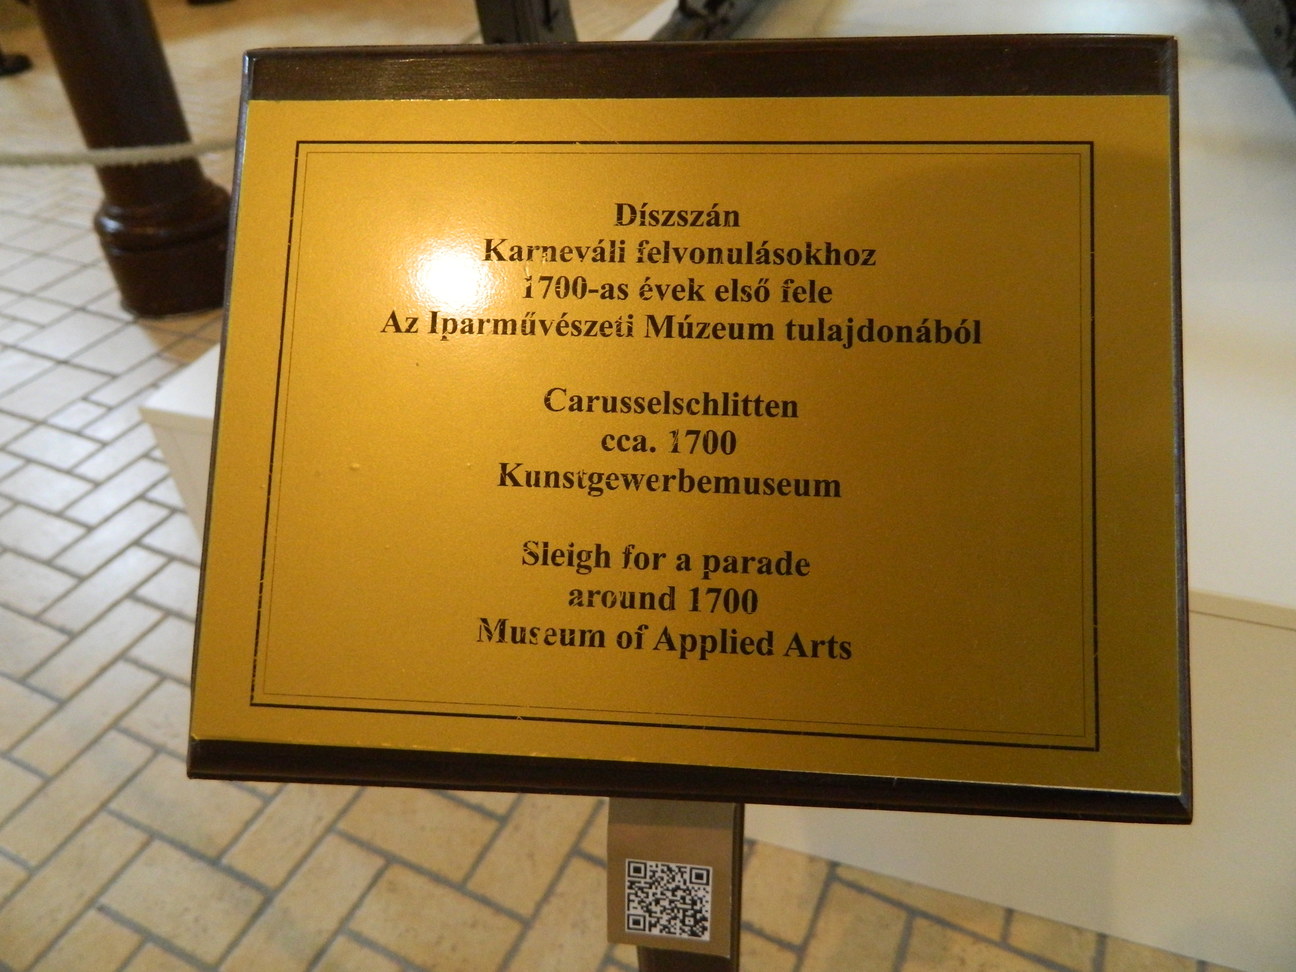 Díszszán
Karneváli felvonulásokhoz
1700-as évek első fele
Az Iparművészeti Múzeum tulajdonából
Carusselschlitten
cca. 1700
Kunstgewerbemuseum
Sleigh for a parade
around 1700
Museum of Applied Arts